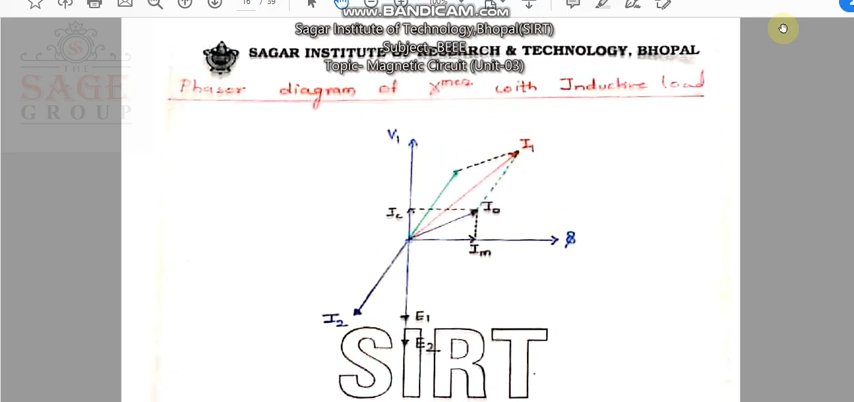 16 / 39
WWW.BANDICAM.COM
Sagar Institute of Technology,Bhopal(SIRT)
SAGAR INSTITUTE OF RESEARCH & TECHNOLOGY, BHOPAL
Subject:-BEEE
Topic- Magnetic Circuit (Unit-03)
THE
SAGE
GROUP
Phasor diagram of Xmer with Inductive load
V1
I1
Ic
I0
Im
I2
E1
E2
SIRT